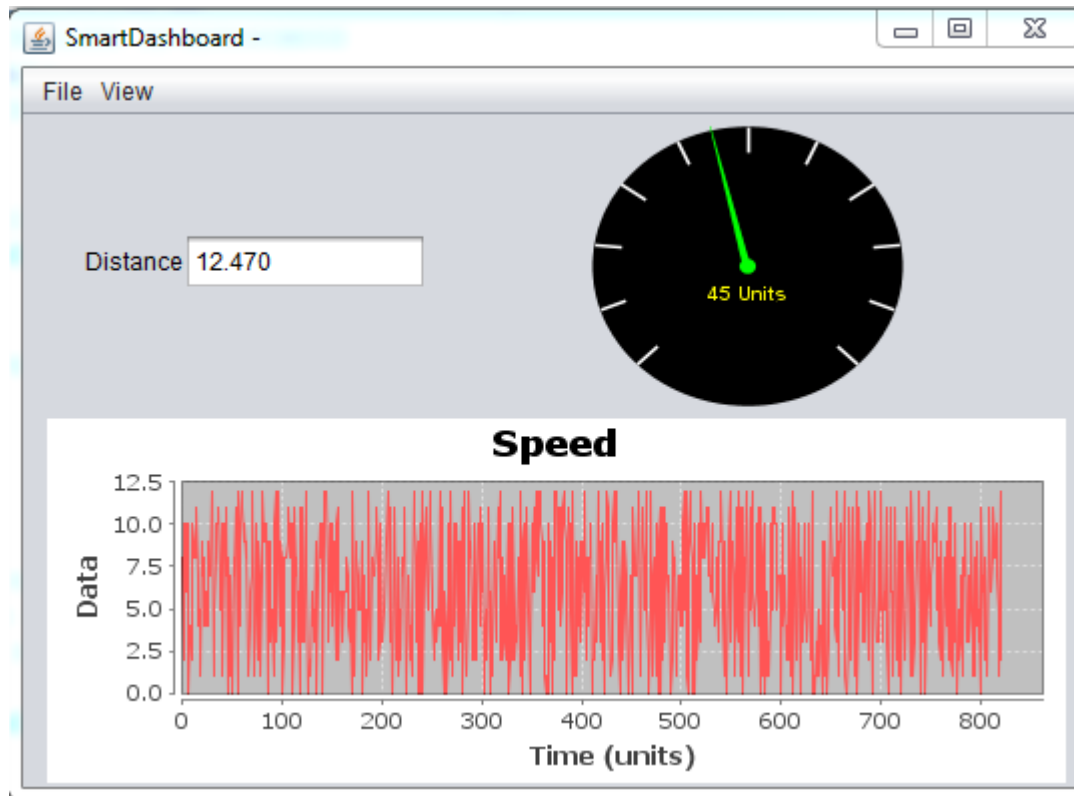 SmartDashboard -
File View
Distance 12.470
45 Units
Speed
12.5
10.0
7.5
5.0
2.5
0.0
Data
0 100 200 300 400 500 600 700 800
Time (units)